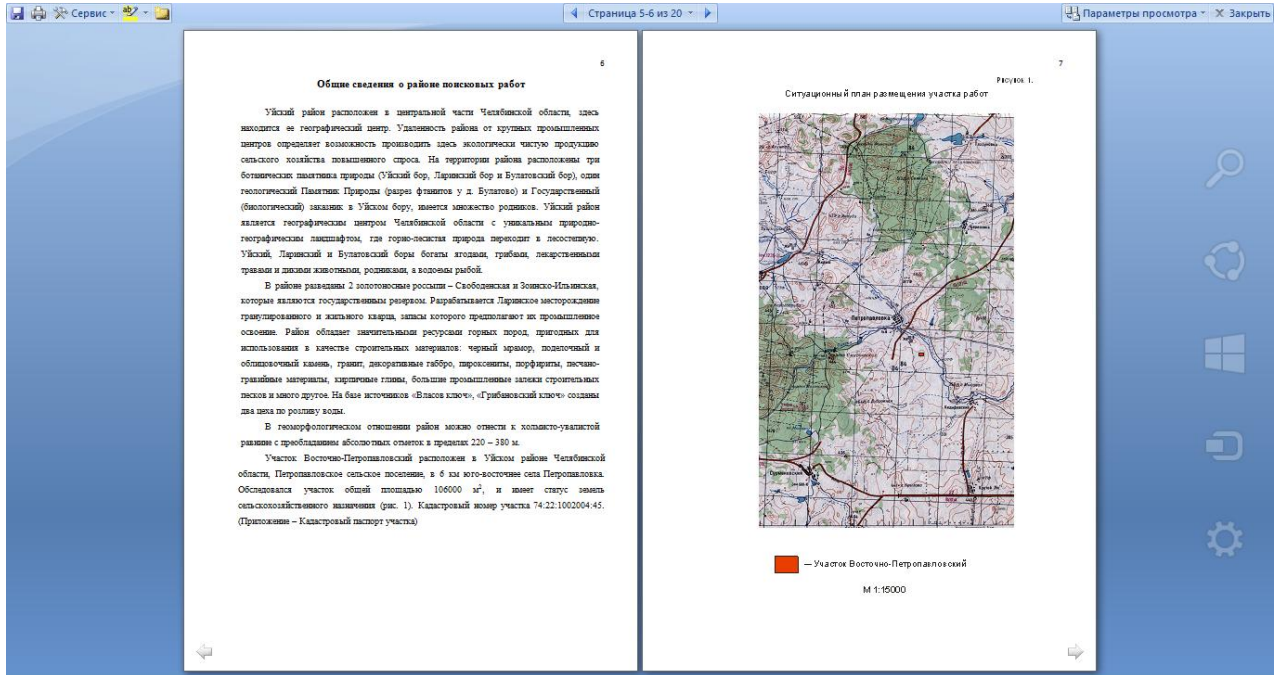 Сервис
Страница 5-6 из 20
Параметры просмотра
Закрыть
6
Общие сведения о районе поисковых работ
Уйский район расположен в центральной части Челябинской области, здесь
находится ее географический центр. Удаленность района от крупных промышленных
центров определяет возможность производить здесь экологически чистую продукцию
сельского хозяйства повышенного спроса. На территории района расположены три
ботанических памятника природы (Уйский бор, Ларинский бор и Булатовский бор), один
геологический Памятник Природы (разрез фтанитов у д. Булатово) и Государственный
(биологический) заказник в Уйском бору, имеется множество родников. Уйский район
является географическим центром Челябинской области с уникальным природно-
географическим ландшафтом, где горно-лесистая природа переходит в лесостепную.
Уйский, Ларинский и Булатовский боры богаты ягодами, грибами, лекарственными
травами и дикими животными, родниками, а водоемы рыбой.
В районе разведаны 2 золотоносные россыпи – Свободенская и Зоинско-Ильинская,
которые являются государственным резервом. Разрабатывается Ларинское месторождение
гранулированного и жильного кварца, запасы которого предполагают их промышленное
освоение. Район обладает значительными ресурсами горных пород, пригодных для
использования в качестве строительных материалов: черный мрамор, поделочный и
облицовочный камень, гранит, декоративные габбро, пироксениты, порфириты, песчано-
гравийные материалы, кирпичные глины, большие промышленные залежи строительных
песков и много другое. На базе источников «Власов ключ», «Грибановский ключ» созданы
два цеха по розливу воды.
В геоморфологическом отношении район можно отнести к холмисто-увалистой
равнине с преобладанием абсолютных отметок в пределах 220 – 380 м.
Участок Восточно-Петропавловский расположен в Уйском районе Челябинской
области, Петропавловское сельское поселение, в 6 км юго-восточнее села Петропавловка.
Обследовался участок общей площадью 106000 м², и имеет статус земель
сельскохозяйственного назначения (рис. 1). Кадастровый номер участка 74:22:1002004:45.
(Приложение – Кадастровый паспорт участка)
7
Рисунок 1.
Ситуационный план размещения участка работ
Петропавловка
— Участок Восточно-Петропавловский
М 1:15000